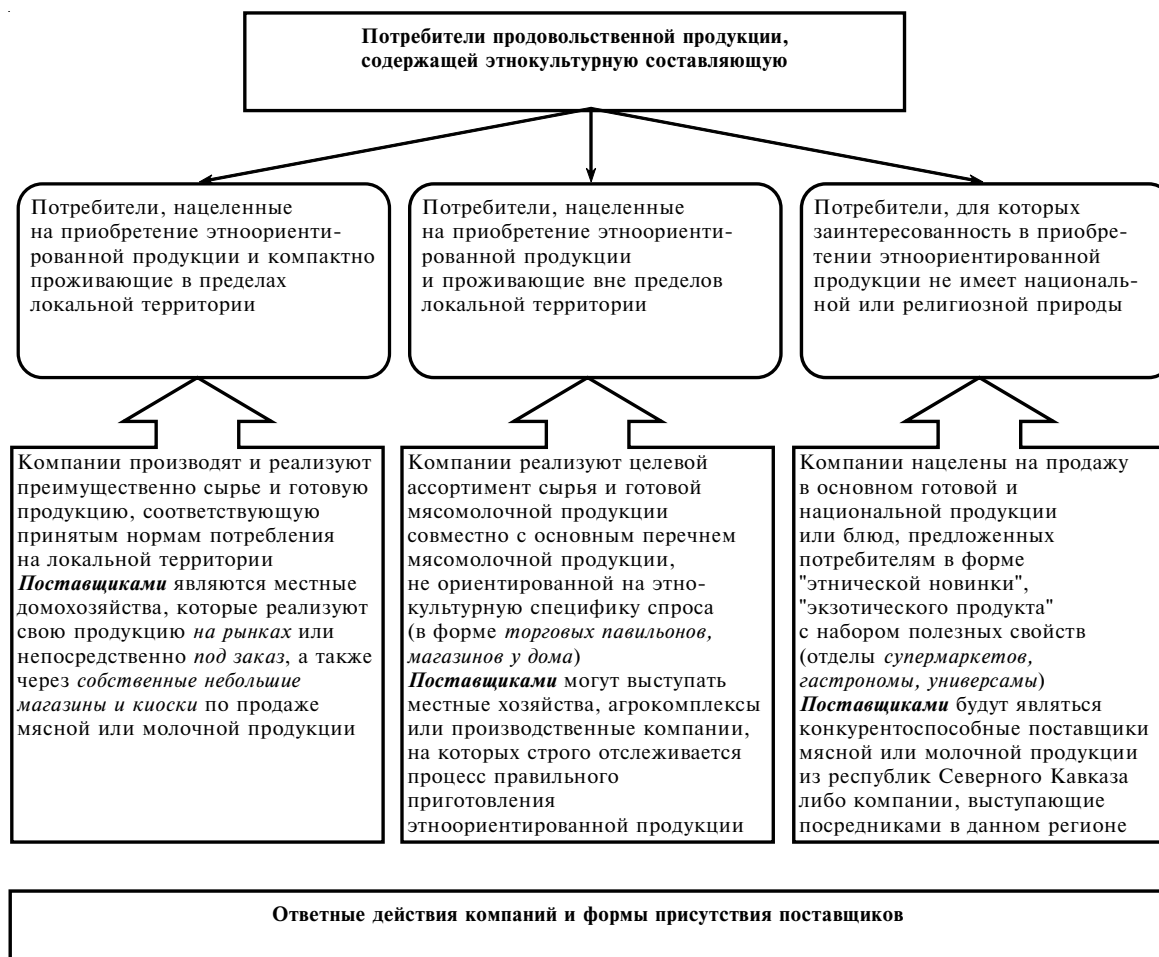 Потребители продовольственной продукции,
содержащей этнокультурную составляющую
Потребители, нацеленные
на приобретение этноориенти-
рованной продукции и компактно
проживающие в пределах
локальной территории
Потребители, нацеленные
на приобретение этноориенти-
рованной продукции
и проживающие вне пределов
локальной территории
Потребители, для которых
заинтересованность в приобре-
тении этноориентированной
продукции не имеет националь-
ной или религиозной природы
Компании производят и реализуют
преимущественно сырье и готовую
продукцию, соответствующую
принятым нормам потребления
на локальной территории
Поставщиками являются местные
домохозяйства, которые реализуют
свою продукцию на рынках или
непосредственно под заказ, а также
через собственные небольшие
магазины и киоски по продаже
мясной или молочной продукции
Компании реализуют целевой
ассортимент сырья и готовой
мясомолочной продукции
совместно с основным перечнем
мясомолочной продукции,
не ориентированной на этно-
культурную специфику спроса
(в форме торговых павильонов,
магазинов у дома)
Поставщиками могут выступать
местные хозяйства, агрокомплексы
или производственные компании,
на которых строго отслеживается
процесс правильного
приготовления
этноориентированной продукции
Компании нацелены на продажу
в основном готовой и
национальной продукции
или блюд, предложенных
потребителям в форме
"этнической новинки",
"экзотического продукта"
с набором полезных свойств
(отделы супермаркетов,
гастрономы, универсамы)
Поставщиками будут являться
конкурентоспособные поставщики
мясной или молочной продукции
из республик Северного Кавказа
либо компании, выступающие
посредниками в данном регионе
Ответные действия компаний и формы присутствия поставщиков